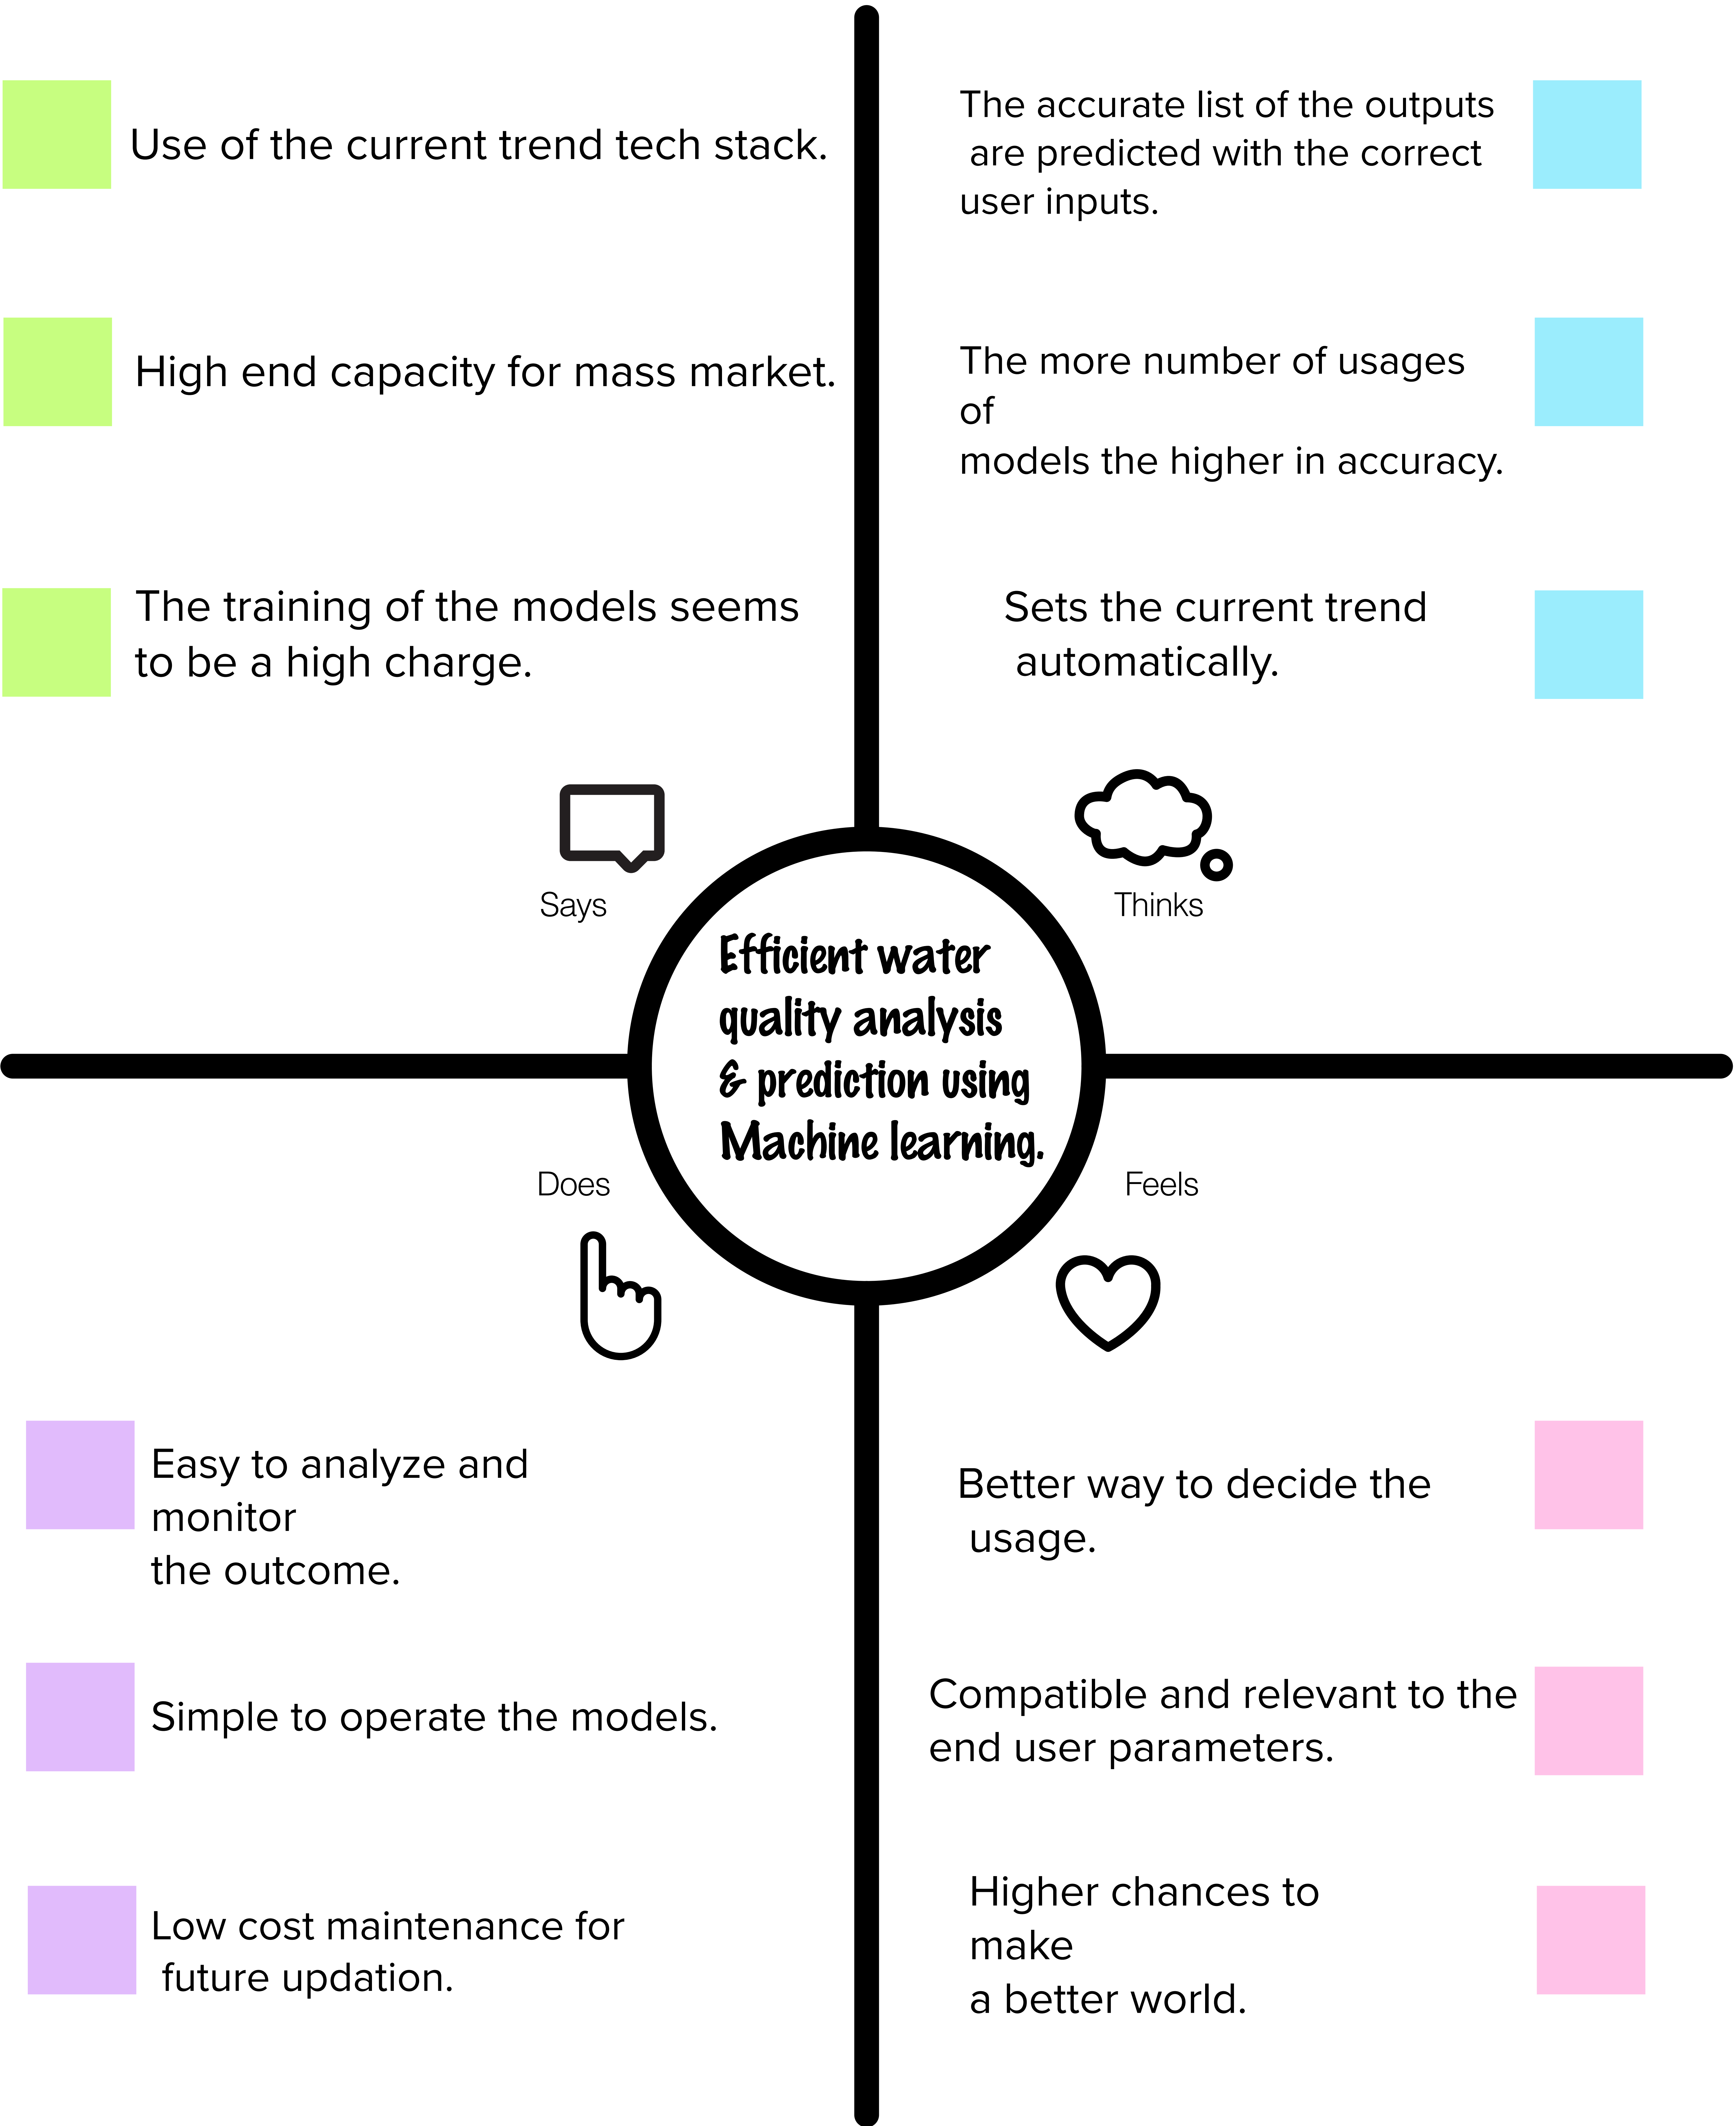 Use of the current trend tech stack.
High end capacity for mass market.
The training of the models seems
to be a high charge.
Says
The accurate list of the outputs
are predicted with the correct
user inputs.
The more number of usages
of
models the higher in accuracy.
Sets the current trend
automatically.
Thinks
Efficient water
quality analysis
& prediction using
Machine learning.
Does
Easy to analyze and
monitor
the outcome.
Simple to operate the models.
Low cost maintenance for
future updation.
Feels
Better way to decide the
usage.
Compatible and relevant to the
end user parameters.
Higher chances to
make
a better world.